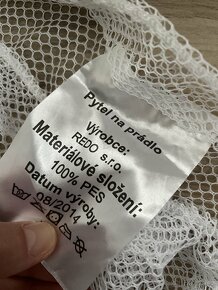 Pytel na prádlo
Výrobce:
REDO s.r.o.
Materiálové složení:
100% PES
Datum výroby:
08/2014